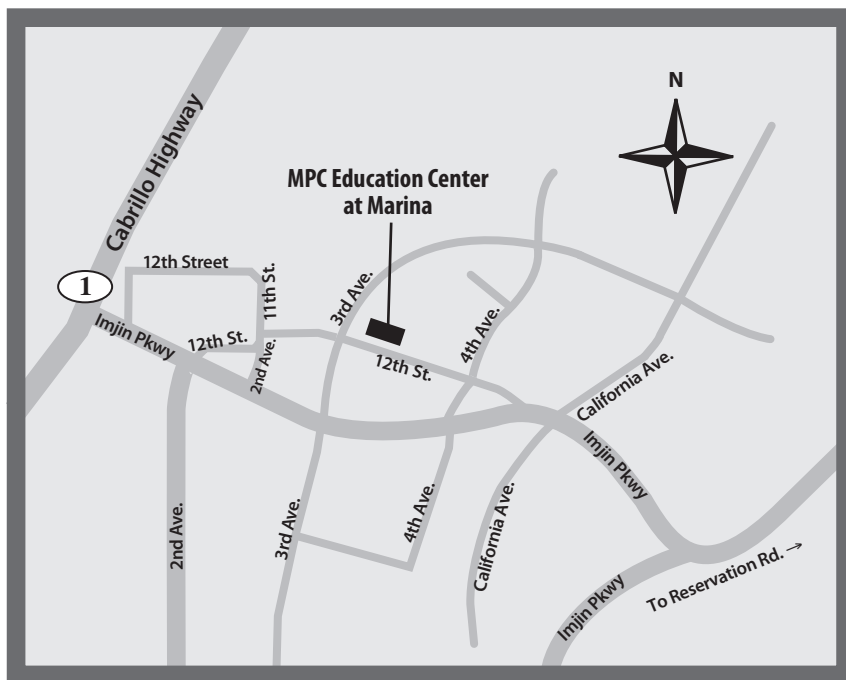 N
Cabrillo Highway
MPC Education Center
at Marina
12th Street
1
11th St.
3rd Ave.
Imjin Pkwy
12th St.
2nd Ave.
12th St.
4th Ave.
California Ave.
Imjin Pkwy
2nd Ave.
3rd Ave.
4th Ave.
California Ave.
Imjin Pkwy
To Reservation Rd. →